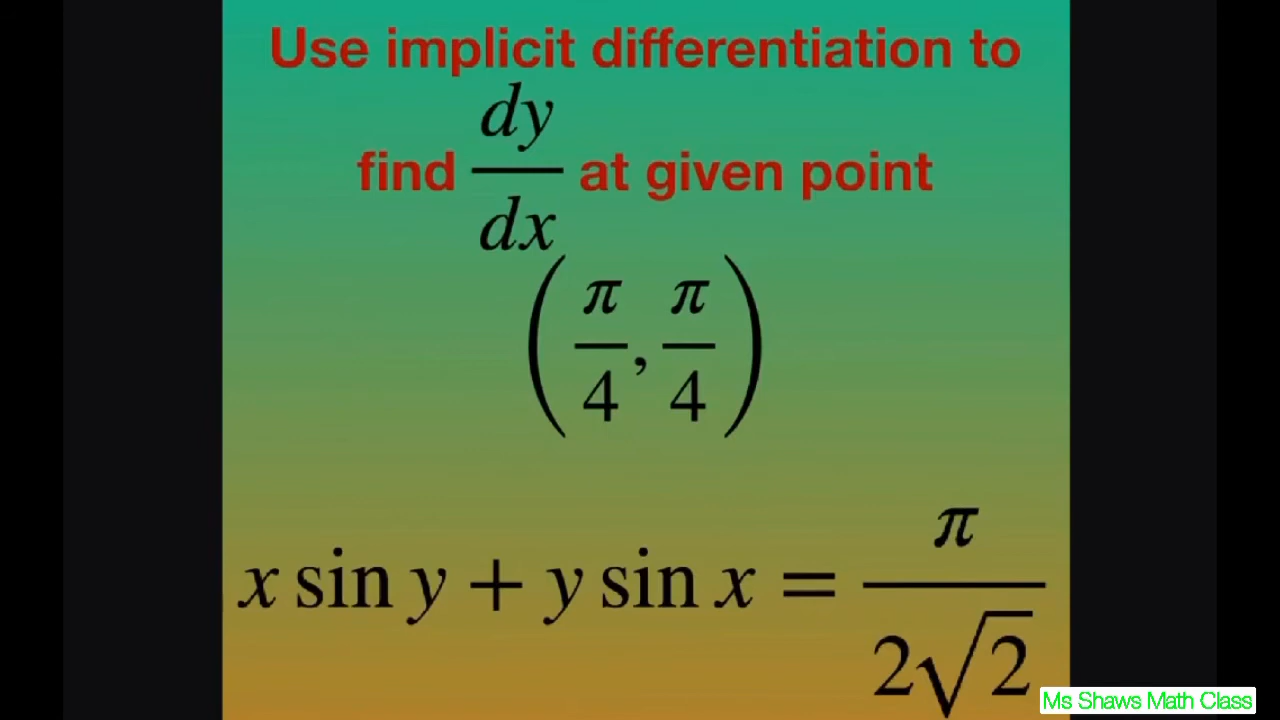 Use implicit differentiation to
find dy/dx at given point
(π/4, π/4)
x sin y + y sin x = π/(2√2)
Ms Shaws Math Class